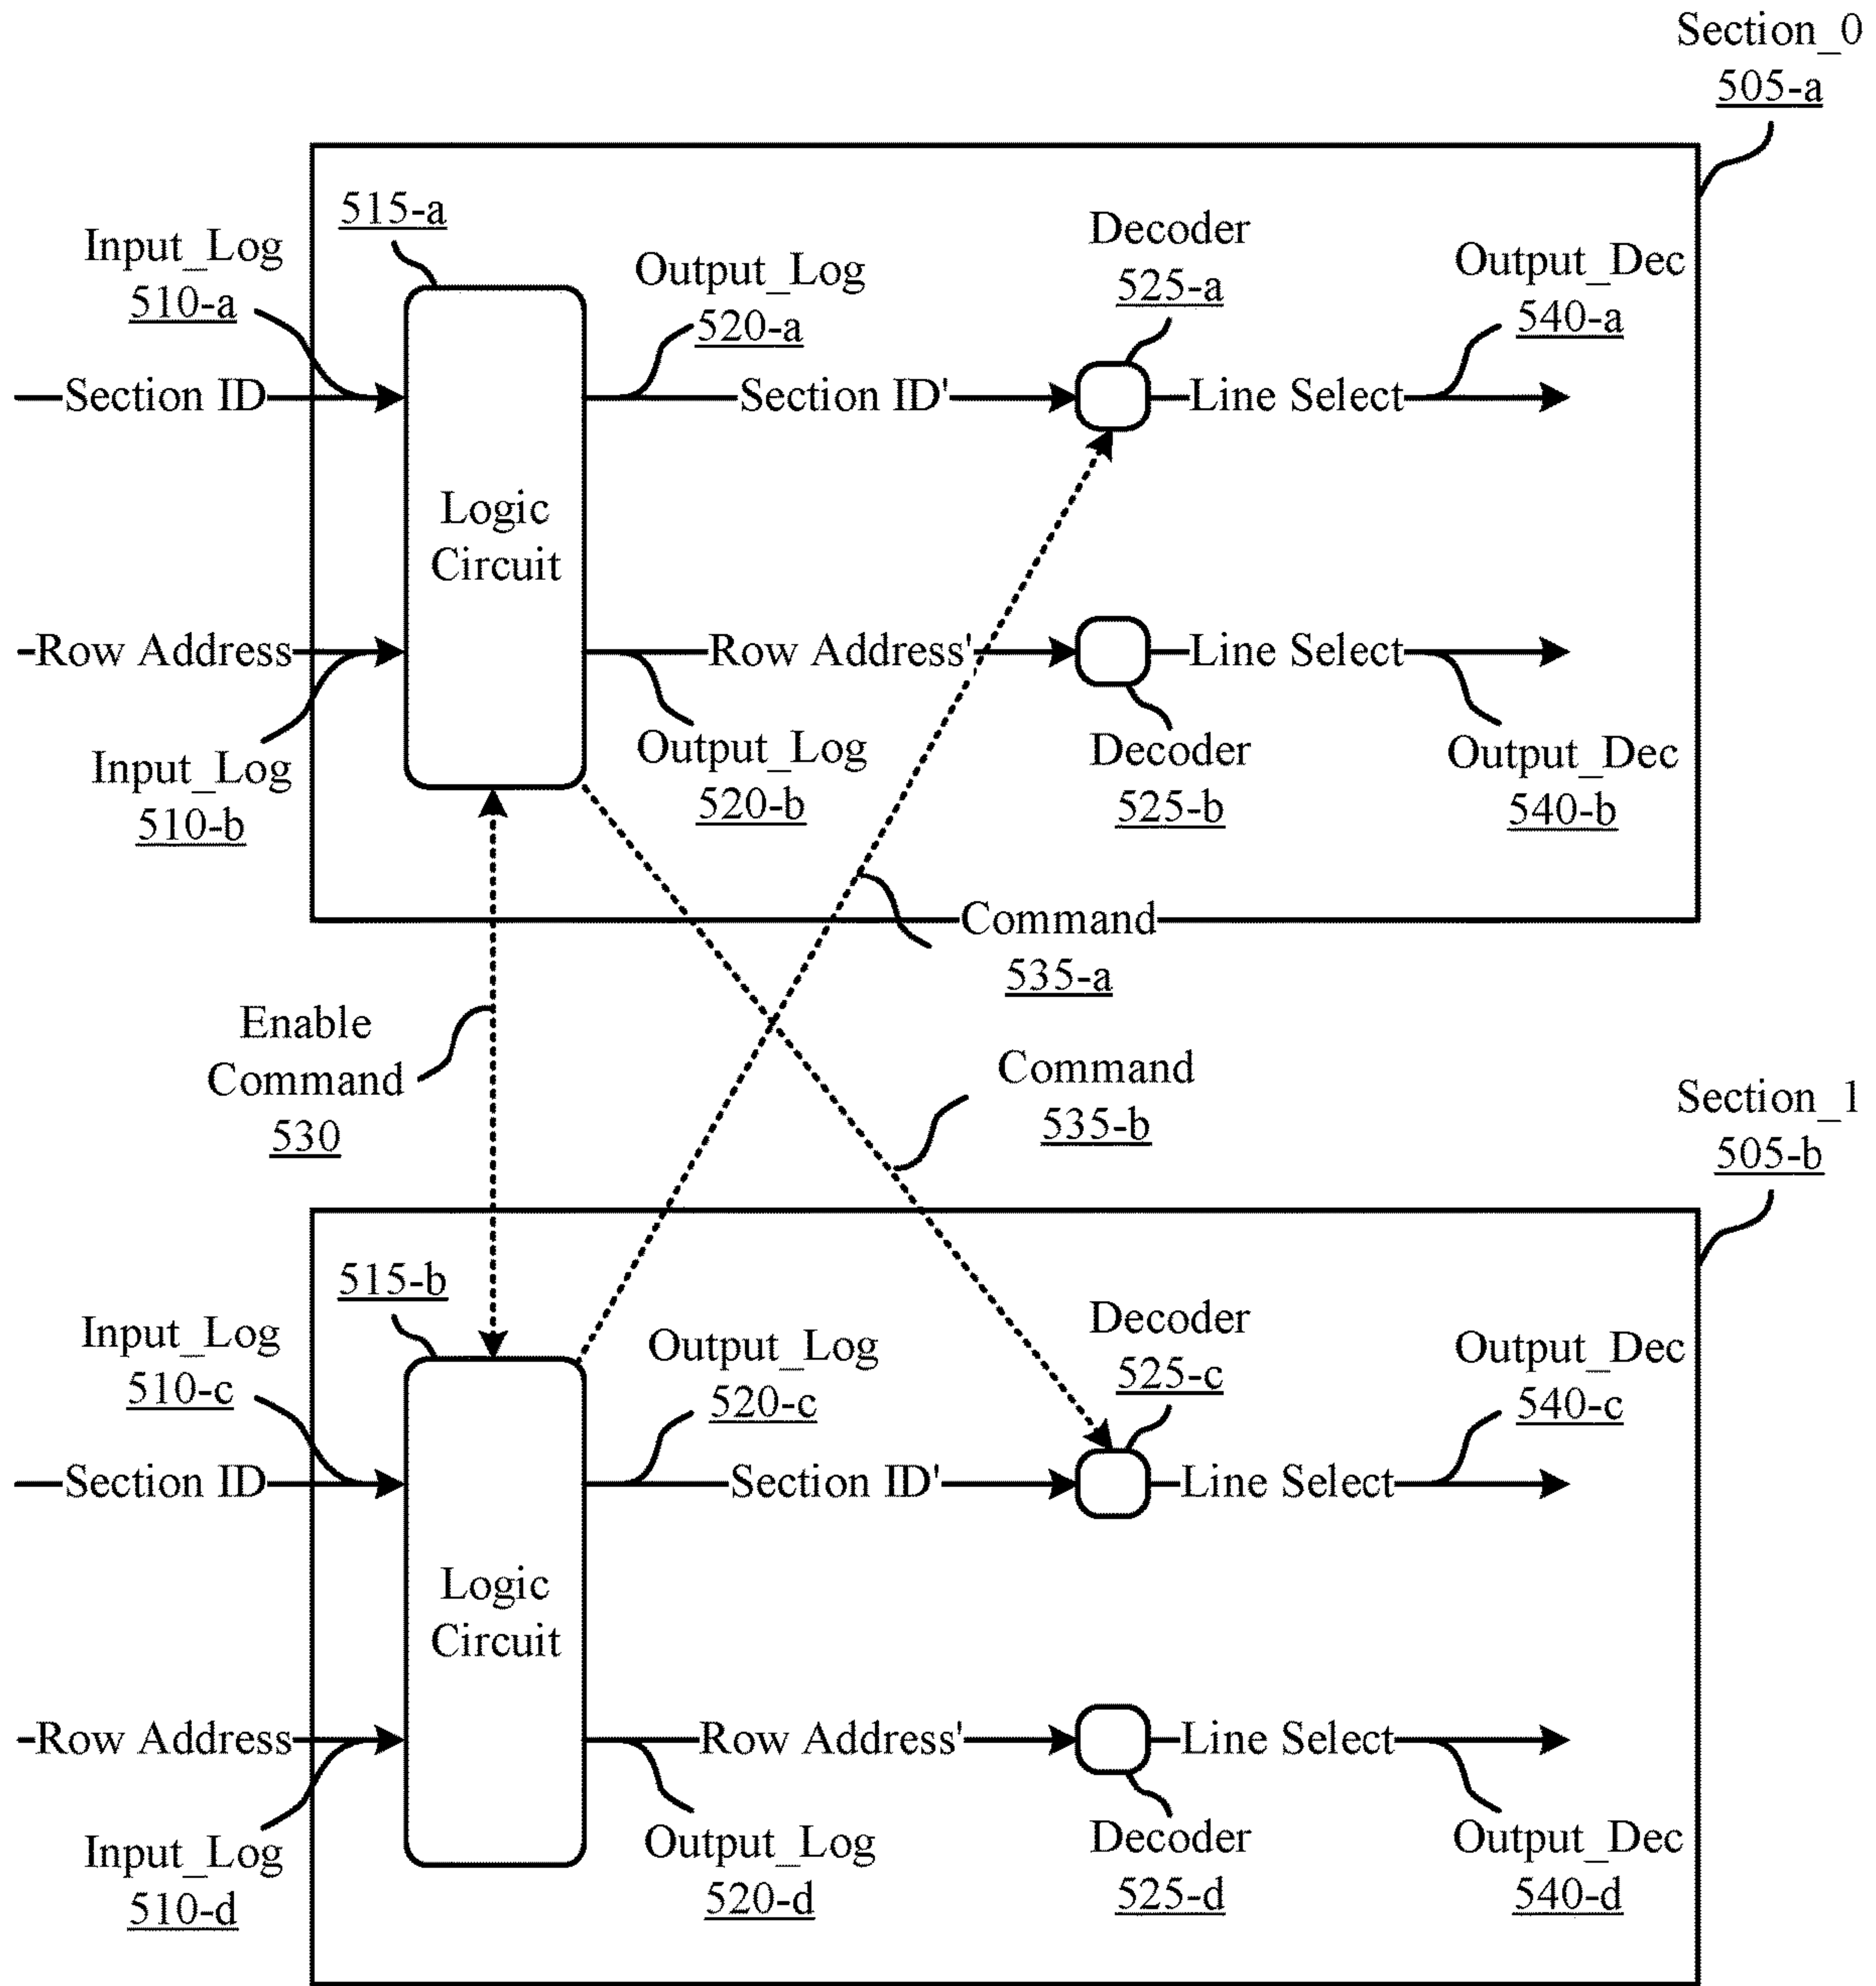 Section_0
505-a
515-a
Input_Log
510-a
Output_Log
520-a
Decoder
525-a
Output_Dec
540-a
Section ID
Section ID'
Line Select
Logic
Circuit
Row Address
Row Address'
Line Select
Input_Log
510-b
Output_Log
520-b
Decoder
525-b
Output_Dec
540-b
Command
535-a
Enable
Command
530
Command
535-b
Section_1
505-b
515-b
Input_Log
510-c
Output_Log
520-c
Decoder
525-c
Output_Dec
540-c
Section ID
Section ID'
Line Select
Logic
Circuit
Row Address
Row Address'
Line Select
Input_Log
510-d
Output_Log
520-d
Decoder
525-d
Output_Dec
540-d